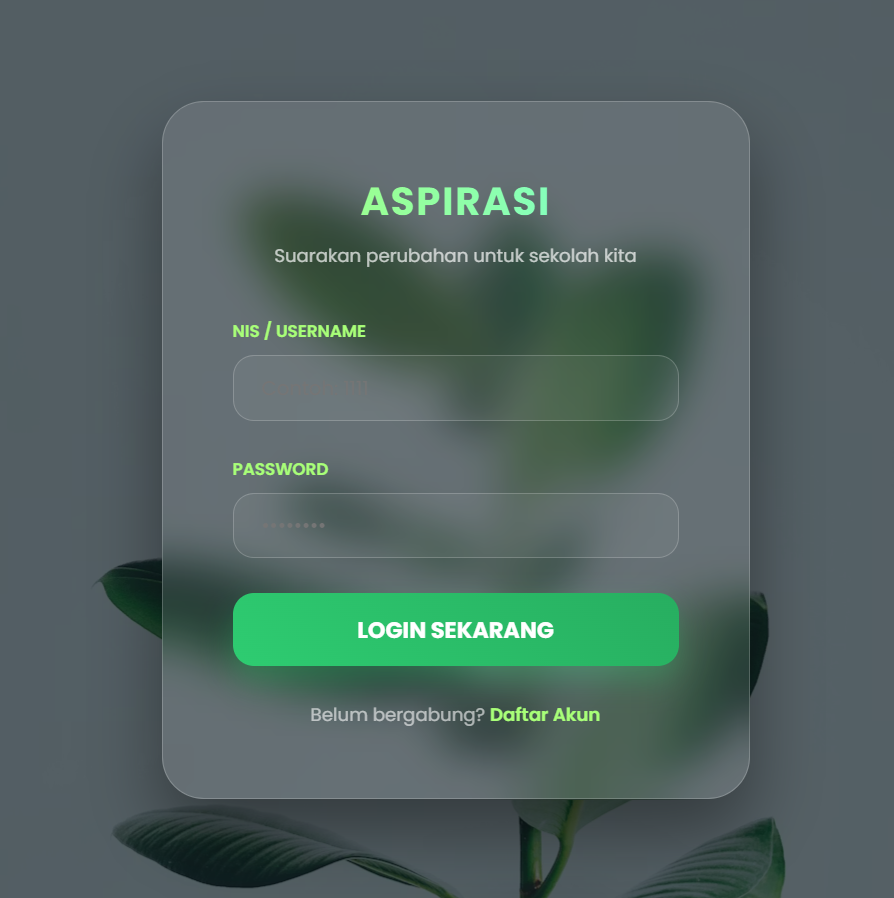 ASPIRASI
Suarakan perubahan untuk sekolah kita
NIS / USERNAME
PASSWORD
••••••••
LOGIN SEKARANG
Belum bergabung? Daftar Akun